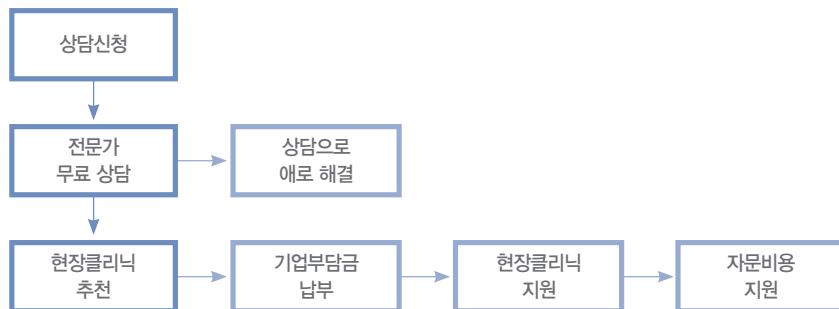 상담신청
전문가
무료 상담
상담으로
애로 해결
현장클리닉
추천
기업부담금
납부
현장클리닉
지원
자문비용
지원